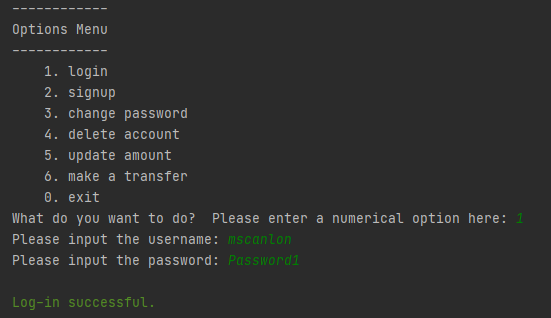 ------------
Options Menu
------------
    1. login
    2. signup
    3. change password
    4. delete account
    5. update amount
    6. make a transfer
    0. exit
What do you want to do?  Please enter a numerical option here: 1
Please input the username: mscanlon
Please input the password: Password1

Log-in successful.